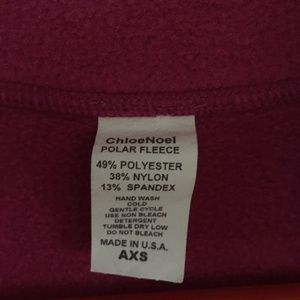 ChloeNoel
POLAR FLEECE
49% POLYESTER
38% NYLON
13% SPANDEX
HAND WASH
COLD
GENTLE CYCLE
USE NON BLEACH
DETERGENT
TUMBLE DRY LOW
DO NOT BLEACH
MADE IN U.S.A.
AXS